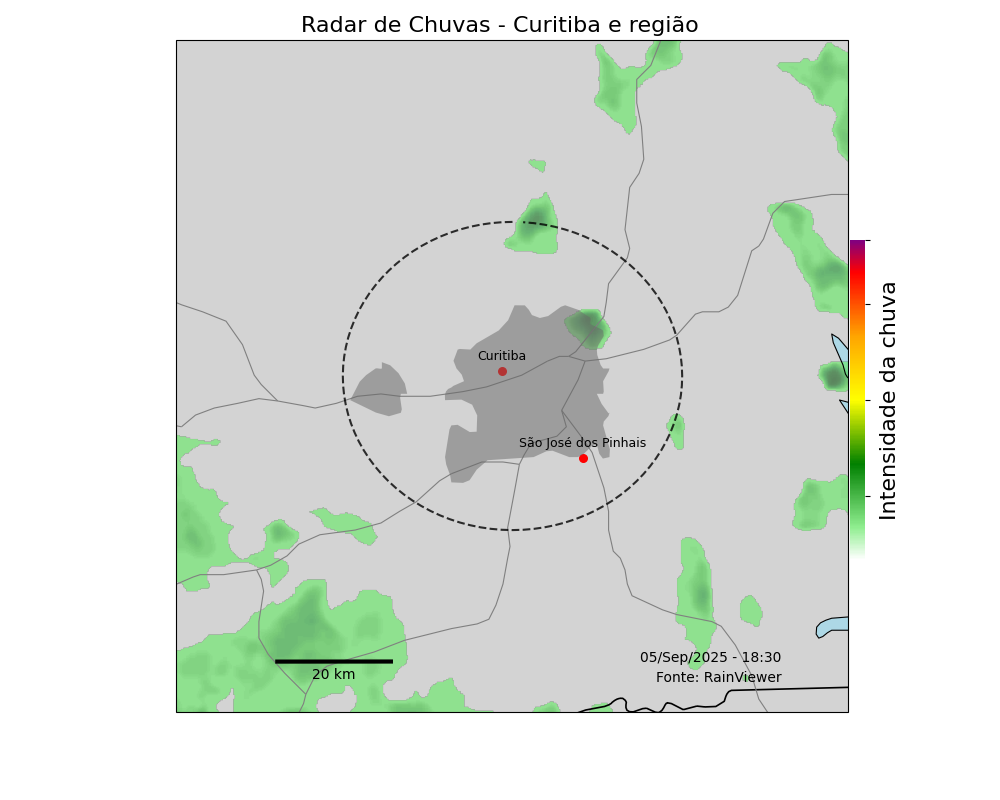 Radar de Chuvas - Curitiba e região
Curitiba
São José dos Pinhais
Intensidade da chuva
20 km
05/Sep/2025 - 18:30
Fonte: RainViewer